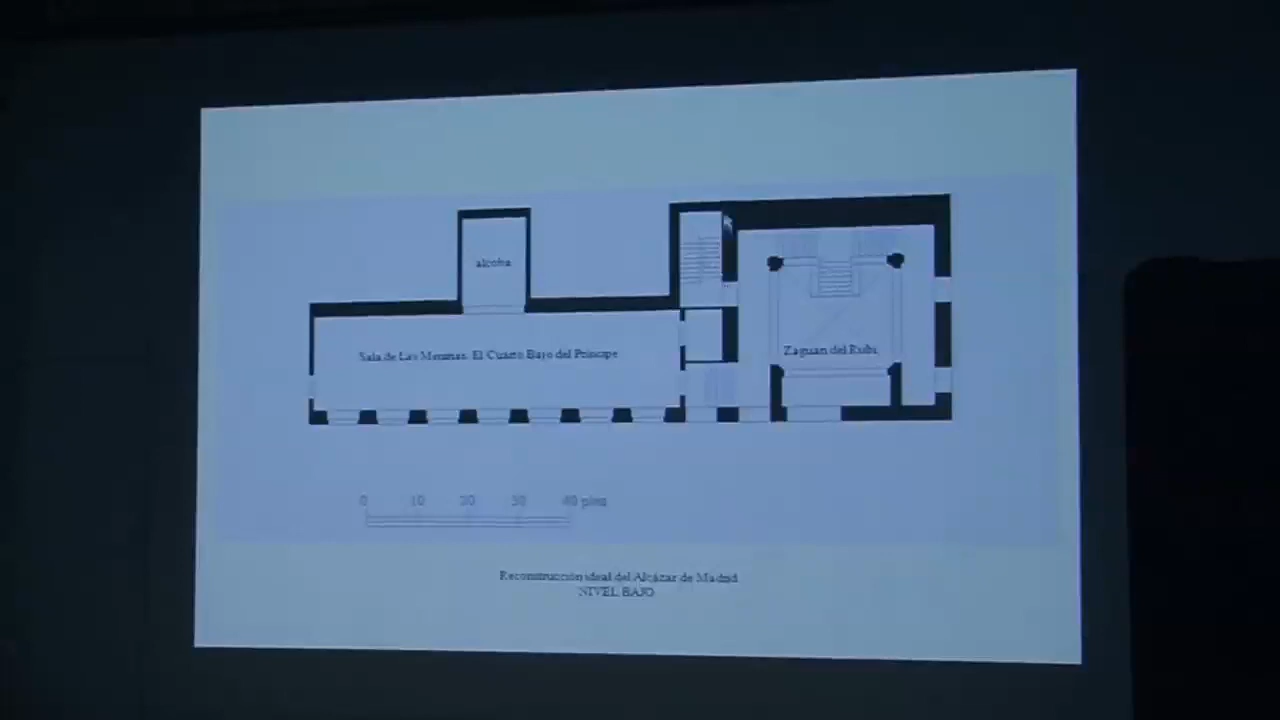 alcoba
Sala de Las Meninas. El Cuarto Bajo del Príncipe
Zaguan del Rubí.
0 10 20 30 40 pies
Reconstrucción ideal del Alcázar de Madrid
NIVEL BAJO